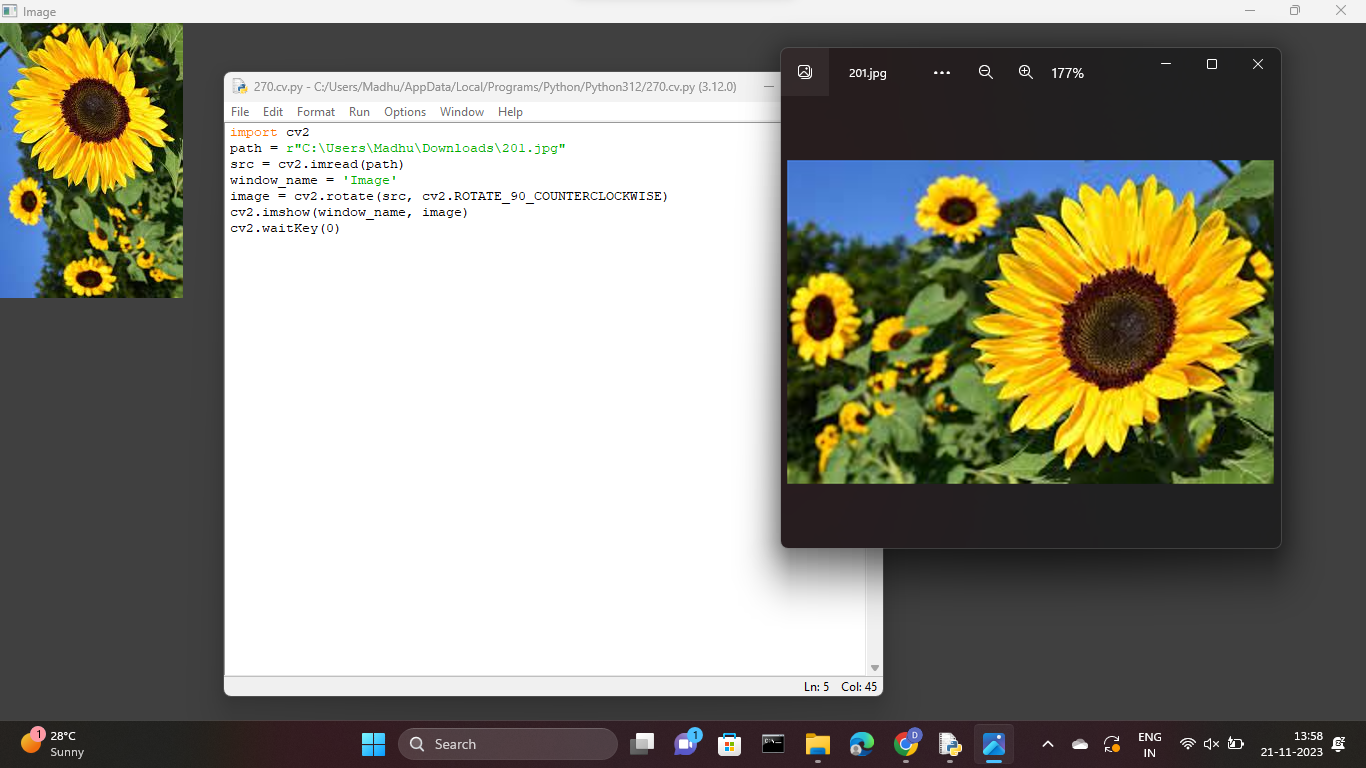 Image
270.cv.py - C:/Users/Madhu/AppData/Local/Programs/Python/Python312/270.cv.py (3.12.0)
File Edit Format Run Options Window Help
import cv2
path = r"C:\Users\Madhu\Downloads\201.jpg"
src = cv2.imread(path)
window_name = 'Image'
image = cv2.rotate(src, cv2.ROTATE_90_COUNTERCLOCKWISE)
cv2.imshow(window_name, image)
cv2.waitKey(0)
Ln: 5 Col: 45
201.jpg
177%
1
28°C
Sunny
Search
1
D
ENG
IN
13:58
21-11-2023